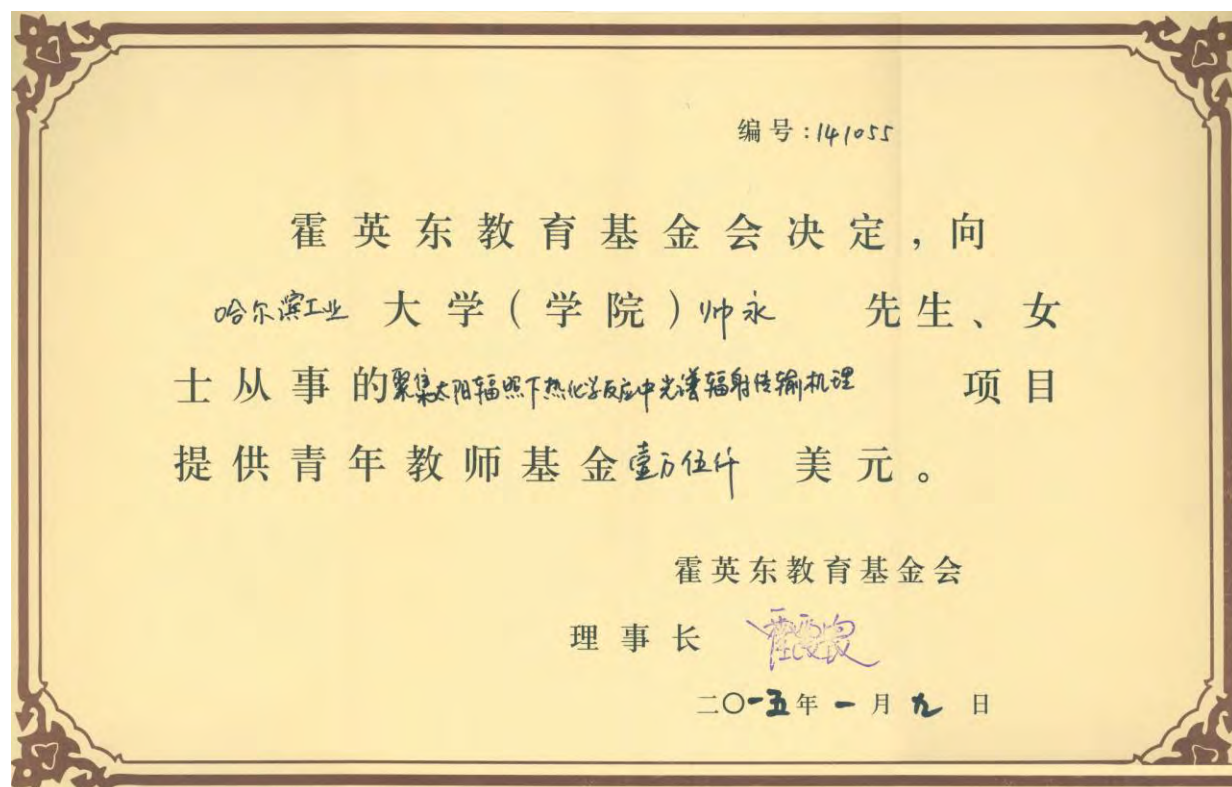 编号:141055
霍英东教育基金会决定,向
哈尔滨工业 大学(学院)帅永 先生、女
士从事的聚集太阳辐照下热化学反应中光谱辐射传输机理 项目
提供青年教师基金壹万伍仟 美元。
霍英东教育基金会
理事长 霍震寰
二〇一五年一月九日